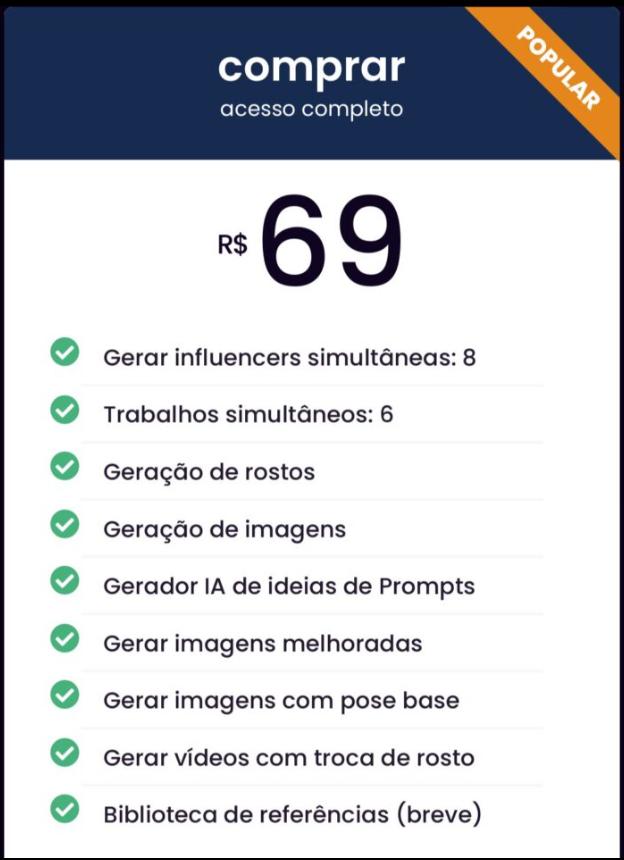 POPULAR
comprar
acesso completo
R$ 69
Gerar influencers simultâneas: 8
Trabalhos simultâneos: 6
Geração de rostos
Geração de imagens
Gerador IA de ideias de Prompts
Gerar imagens melhoradas
Gerar imagens com pose base
Gerar vídeos com troca de rosto
Biblioteca de referências (breve)